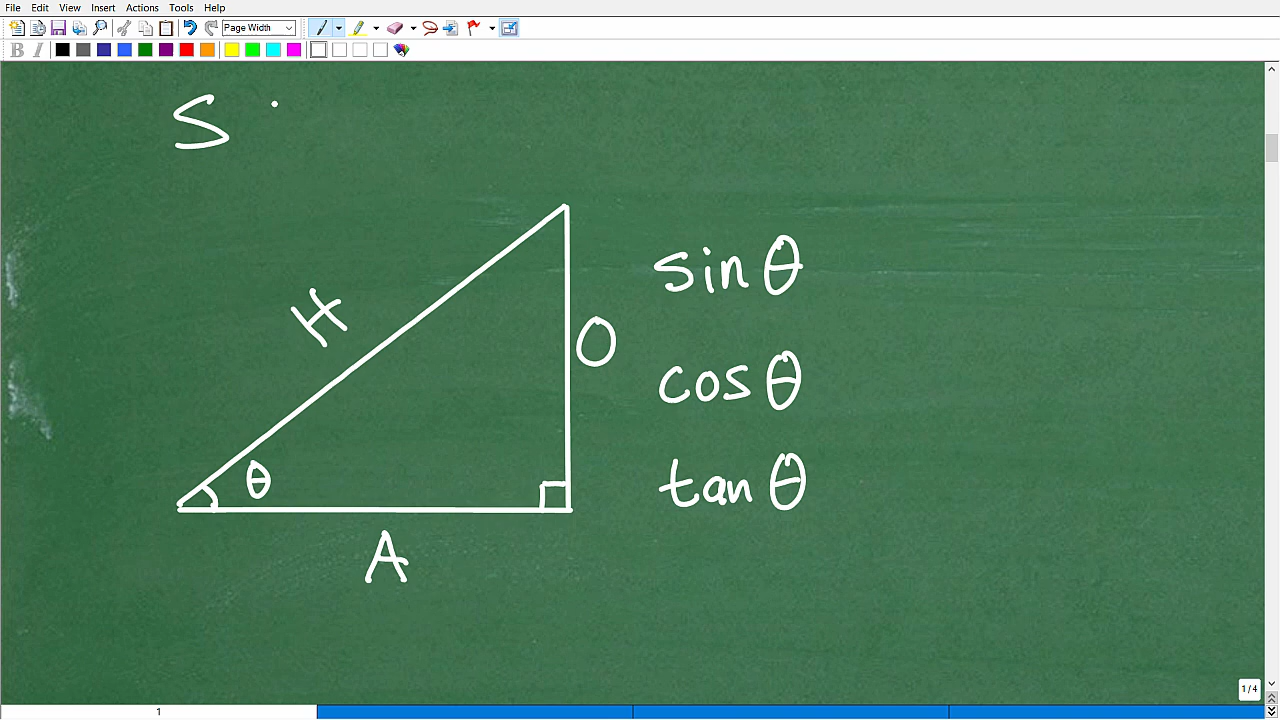 File Edit View Insert Actions Tools Help
Page Width
B I
S
H
O
θ
A
sin θ
cos θ
tan θ
1/4
1